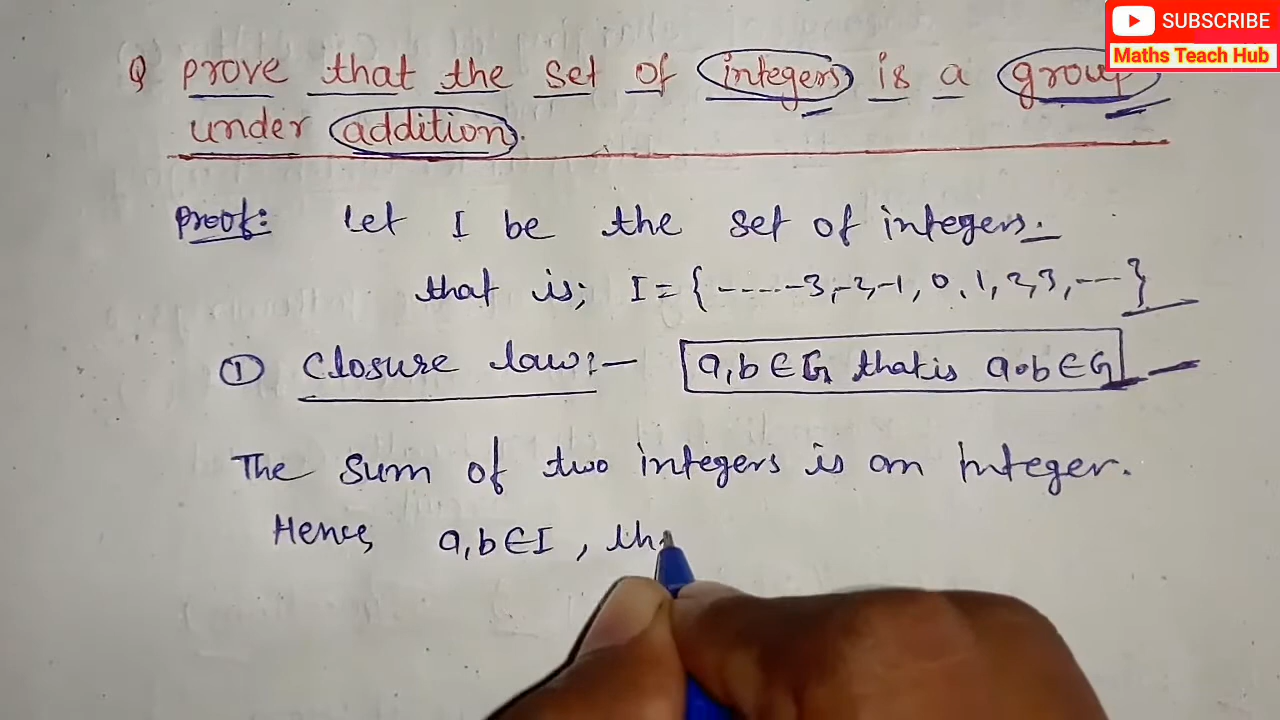 SUBSCRIBE
Maths Teach Hub
Q prove that the set of integers is a group
under addition.
Proof: Let I be the set of integers.
that is; I = { ------3,-2,-1, 0, 1, 2, 3, ---- }
① Closure law:- a,b ∈ G that is a∘b ∈ G
The sum of two integers is an integer.
Hence, a,b ∈ I , tha